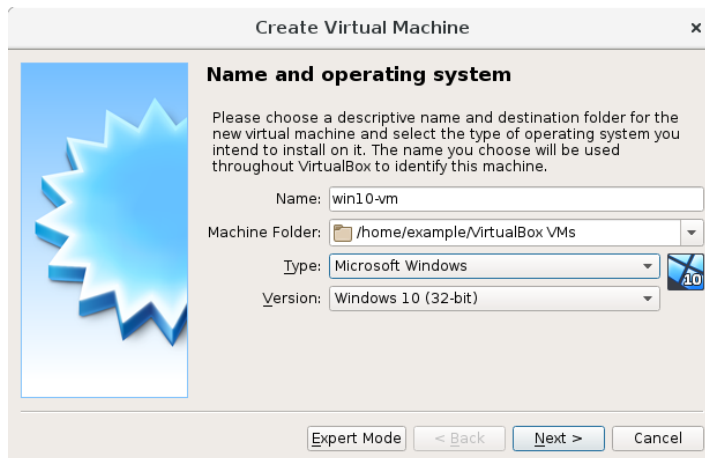 Create Virtual Machine
×
Name and operating system
Please choose a descriptive name and destination folder for the
new virtual machine and select the type of operating system you
intend to install on it. The name you choose will be used
throughout VirtualBox to identify this machine.
Name: win10-vm
Machine Folder: /home/example/VirtualBox VMs
Type: Microsoft Windows
10
Version: Windows 10 (32-bit)
Expert Mode < Back Next > Cancel